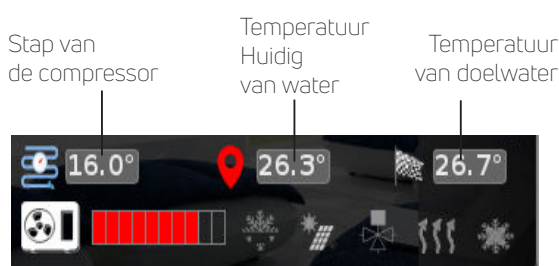 Stap van
de compressor
Temperatuur
Huidig
van water
Temperatuur
van doelwater
16.0°
26.3°
26.7°